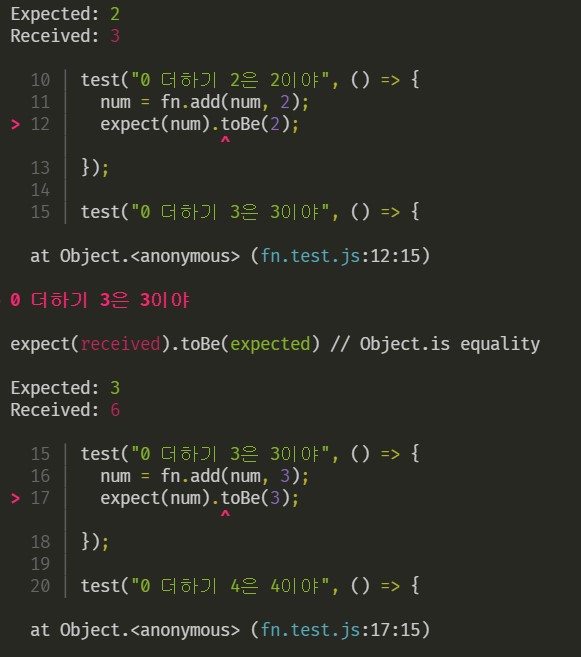 Expected: 2
Received: 3
10 | test("0 더하기 2은 2이야", () => {
11 | num = fn.add(num, 2);
> 12 | expect(num).toBe(2);
| ^
13 | });
14 |
15 | test("0 더하기 3은 3이야", () => {
at Object.<anonymous> (fn.test.js:12:15)
0 더하기 3은 3이야
expect(received).toBe(expected) // Object.is equality
Expected: 3
Received: 6
15 | test("0 더하기 3은 3이야", () => {
16 | num = fn.add(num, 3);
> 17 | expect(num).toBe(3);
| ^
18 | });
19 |
20 | test("0 더하기 4은 4이야", () => {
at Object.<anonymous> (fn.test.js:17:15)